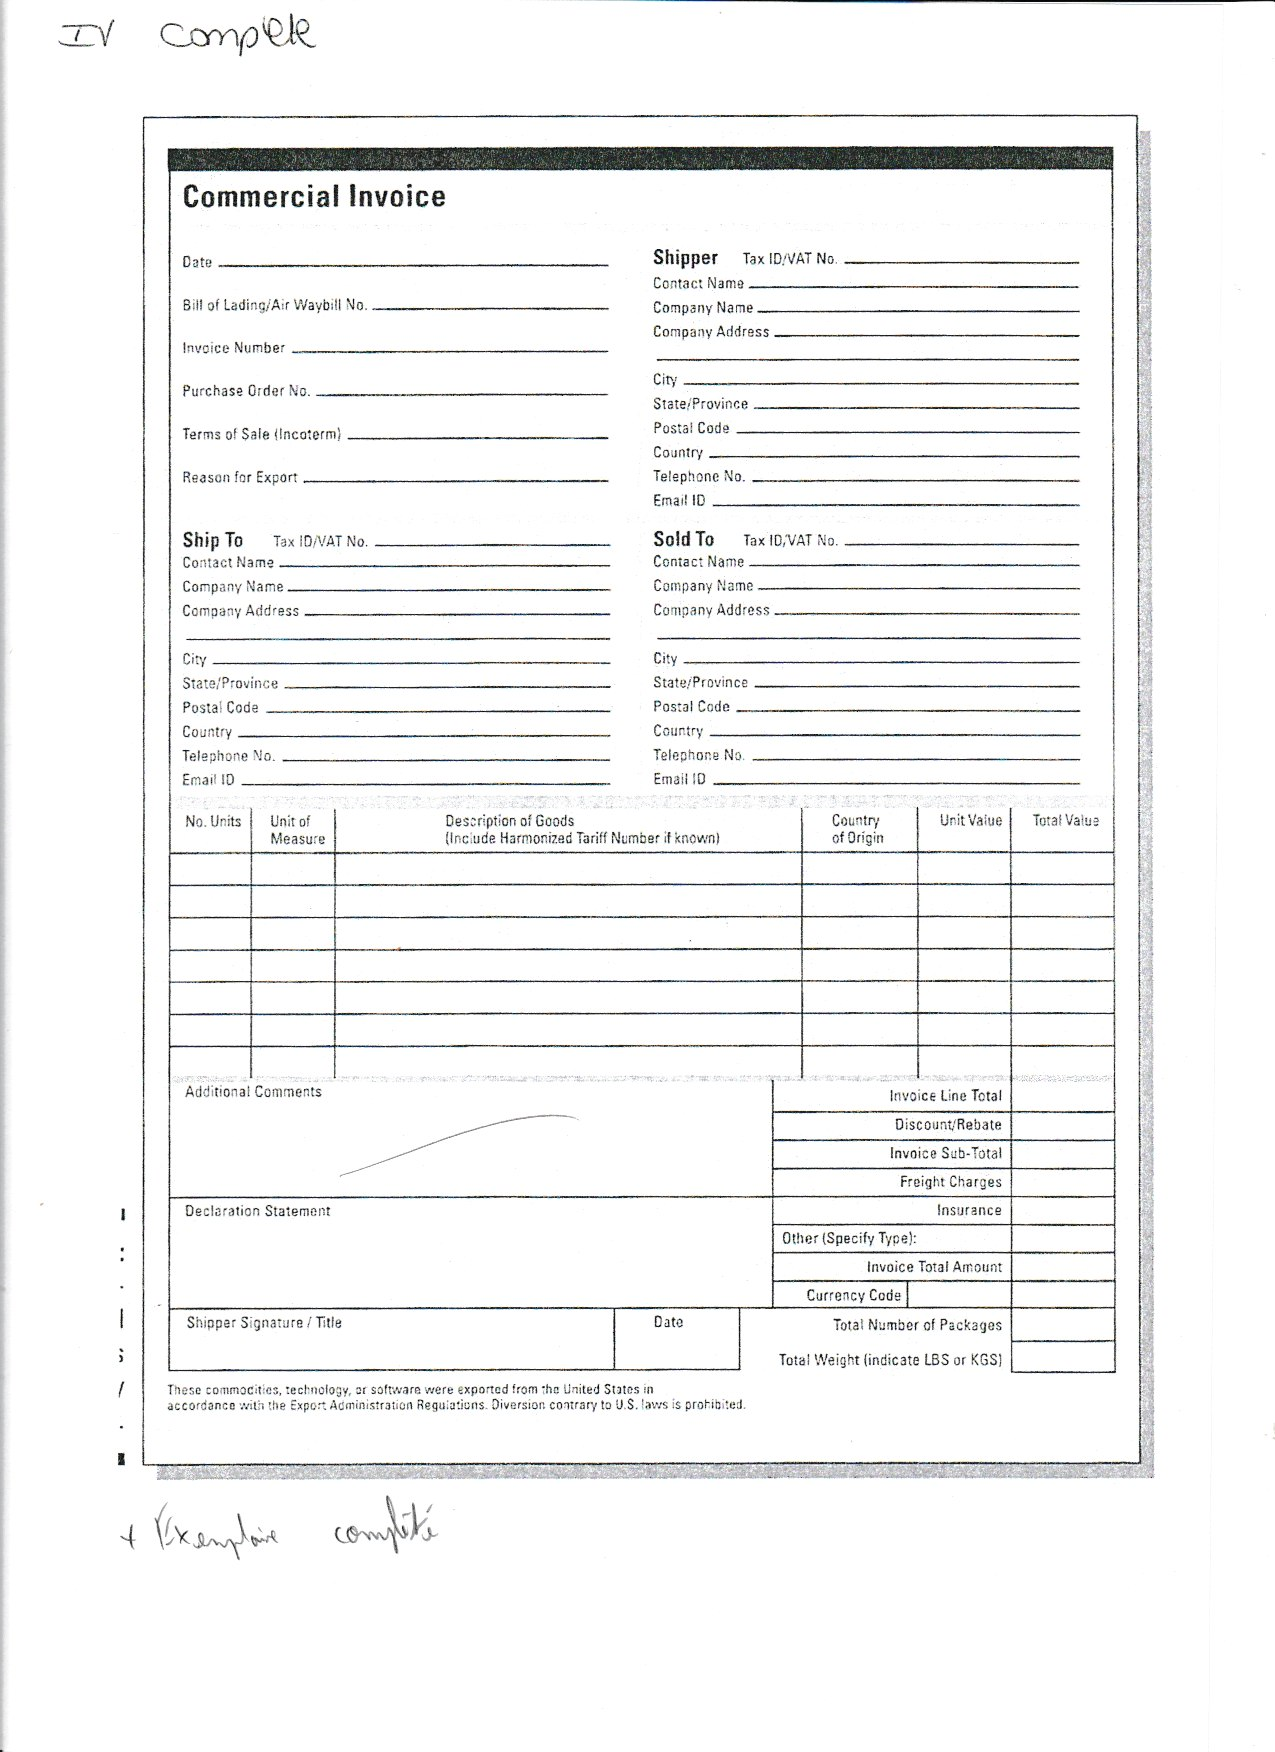 IV Complete
Commercial Invoice
Date
Bill of Lading/Air Waybill No.
Invoice Number
Purchase Order No.
Terms of Sale (Incoterm)
Reason for Export
Shipper Tax ID/VAT No.
Contact Name
Company Name
Company Address
City
State/Province
Postal Code
Country
Telephone No.
Email ID
Ship To Tax ID/VAT No.
Contact Name
Company Name
Company Address
City
State/Province
Postal Code
Country
Telephone No.
Email ID
Sold To Tax ID/VAT No.
Contact Name
Company Name
Company Address
City
State/Province
Postal Code
Country
Telephone No.
Email ID
No. Units
Unit of
Measure
Description of Goods
(Include Harmonized Tariff Number if known)
Country
of Origin
Unit Value
Total Value
Additional Comments
Invoice Line Total
Discount/Rebate
Invoice Sub-Total
Freight Charges
Declaration Statement
Insurance
Other (Specify Type):
Invoice Total Amount
Currency Code
Shipper Signature / Title
Date
Total Number of Packages
Total Weight (indicate LBS or KGS)
These commodities, technology, or software were exported from the United States in
accordance with the Export Administration Regulations. Diversion contrary to U.S. laws is prohibited.
+ Exemplaire complété